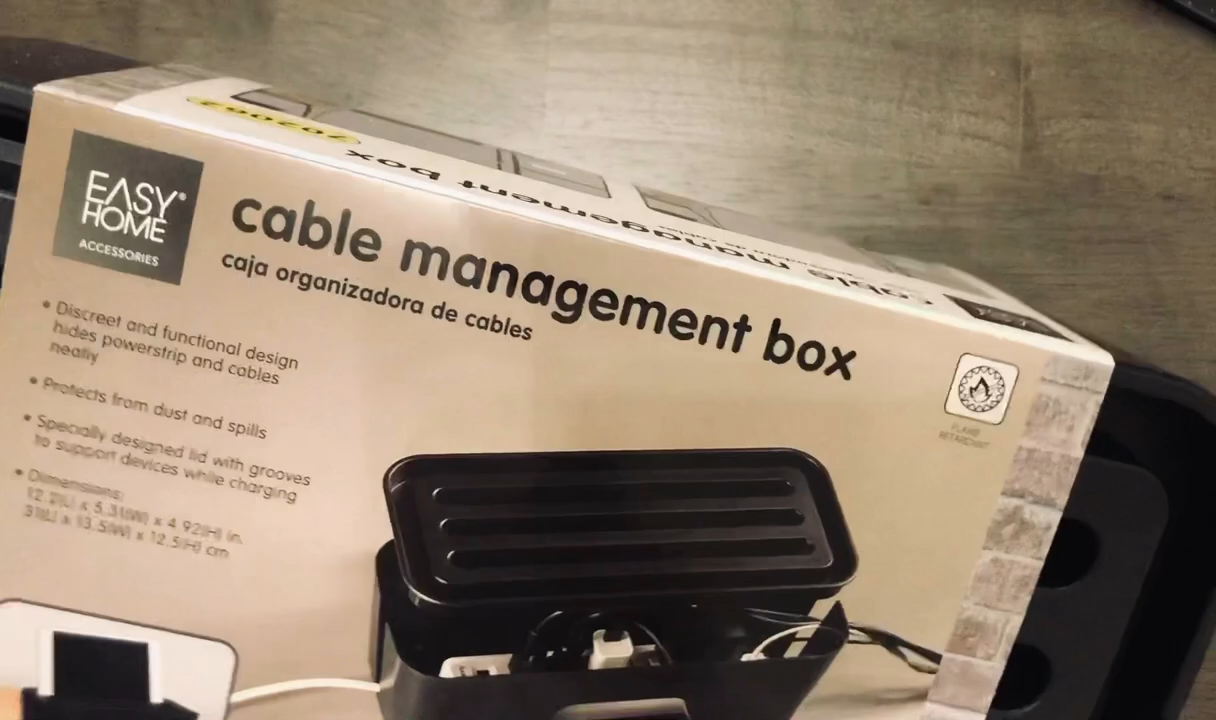 EASY
HOME®
ACCESSORIES
cable management box
caja organizadora de cables
• Discreet and functional design
hides powerstrip and cables
neatly
• Protects from dust and spills
• Specially designed lid with grooves
to support devices while charging
• Dimensions:
12.2(L) x 5.31(W) x 4.92(H) in.
31(L) x 13.5(W) x 12.5(H) cm
FLAME
RETARDANT
cable management box